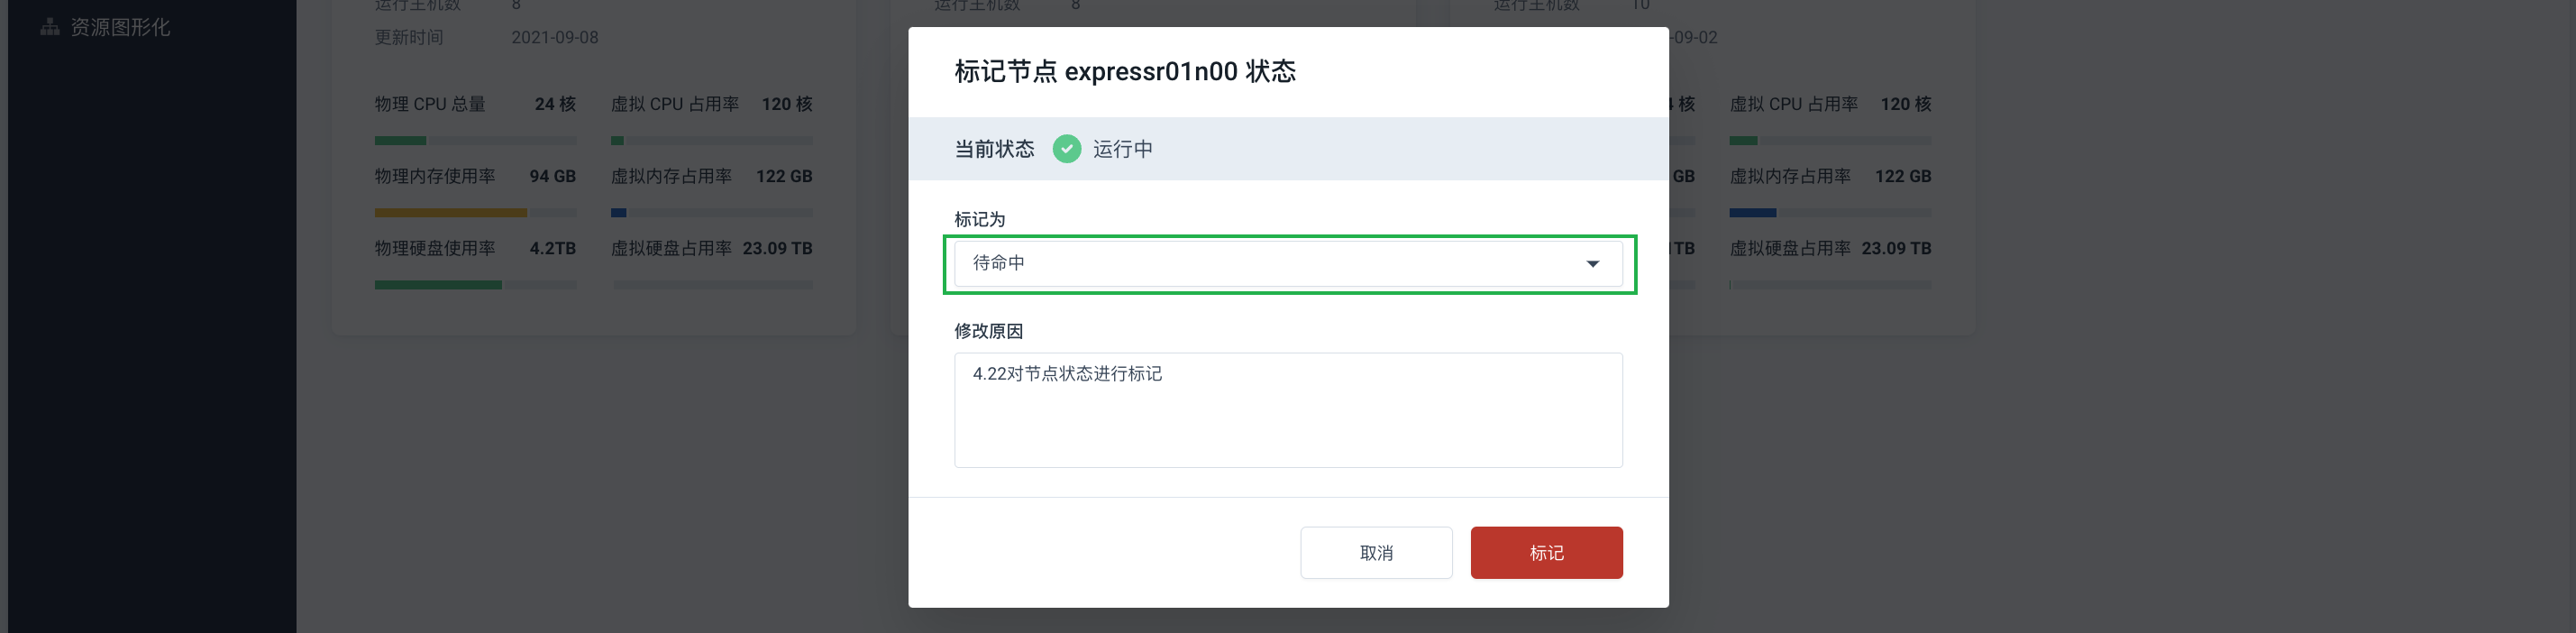 资源图形化
运行主机数 8
更新时间 2021-09-08
物理 CPU 总量 24 核 虚拟 CPU 占用率 120 核
物理内存使用率 94 GB 虚拟内存占用率 122 GB
物理硬盘使用率 4.2TB 虚拟硬盘占用率 23.09 TB
运行主机数 8
标记节点 expressr01n00 状态
当前状态 运行中
标记为
待命中
修改原因
4.22对节点状态进行标记
取消 标记
运行主机数 10
-09-02
核 虚拟 CPU 占用率 120 核
GB 虚拟内存占用率 122 GB
TB 虚拟硬盘占用率 23.09 TB